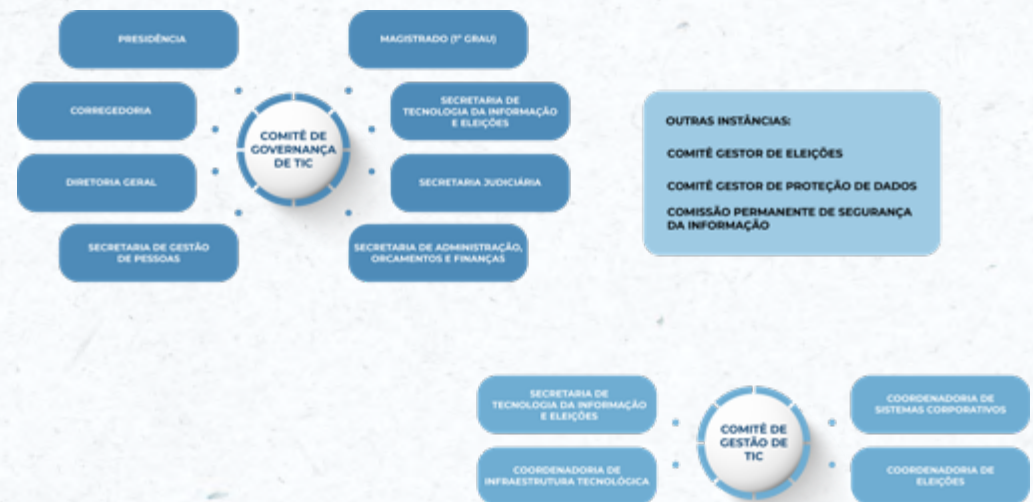 PRESIDÊNCIA
MAGISTRADO (1º GRAU)
CORREGEDORIA
SECRETARIA DE
TECNOLOGIA DA INFORMAÇÃO
E ELEIÇÕES
COMITÊ DE
GOVERNANÇA
DE TIC
DIRETORIA GERAL
SECRETARIA JUDICIÁRIA
SECRETARIA DE GESTÃO
DE PESSOAS
SECRETARIA DE ADMINISTRAÇÃO,
ORCAMENTOS E FINANÇAS
OUTRAS INSTÂNCIAS:
COMITÊ GESTOR DE ELEIÇÕES
COMITÊ GESTOR DE PROTEÇÃO DE DADOS
COMISSÃO PERMANENTE DE SEGURANÇA
DA INFORMAÇÃO
SECRETARIA DE
TECNOLOGIA DA INFORMAÇÃO
E ELEIÇÕES
COORDENADORIA DE
SISTEMAS CORPORATIVOS
COMITÊ DE
GESTÃO DE
TIC
COORDENADORIA DE
INFRAESTRUTURA TECNOLÓGICA
COORDENADORIA DE
ELEIÇÕES